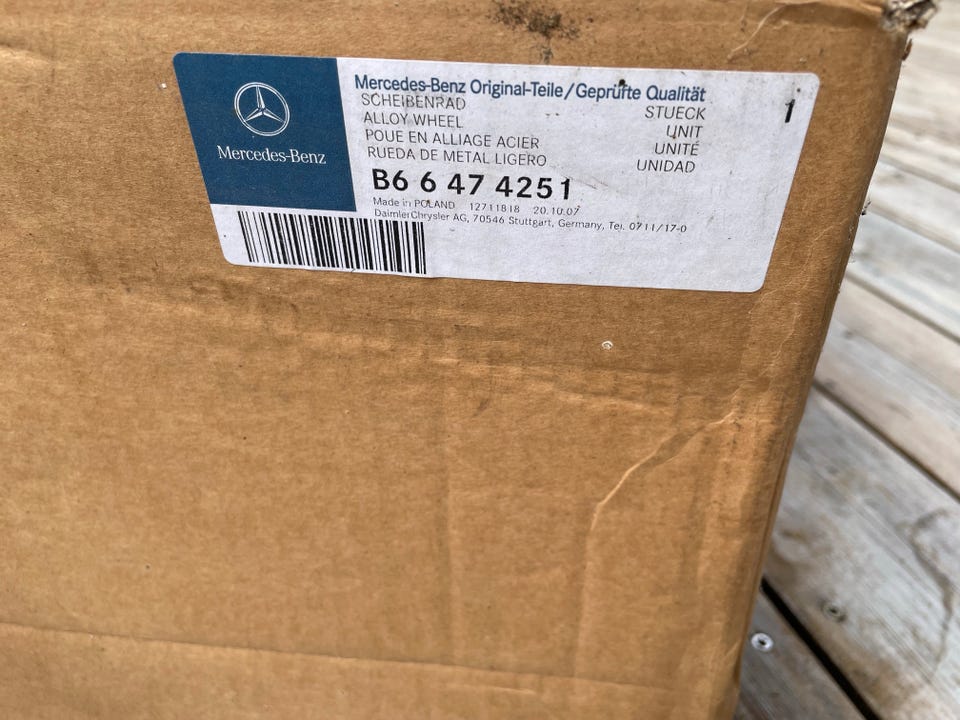 Mercedes-Benz
Mercedes-Benz Original-Teile/Geprüfte Qualität
SCHEIBENRAD STUECK 1
ALLOY WHEEL UNIT
POUE EN ALLIAGE ACIER UNITÉ
RUEDA DE METAL LIGERO UNIDAD
B6 6 47 4251
Made in POLAND 12711818 20.10.07
DaimlerChrysler AG, 70546 Stuttgart, Germany, Tel. 0711/17-0